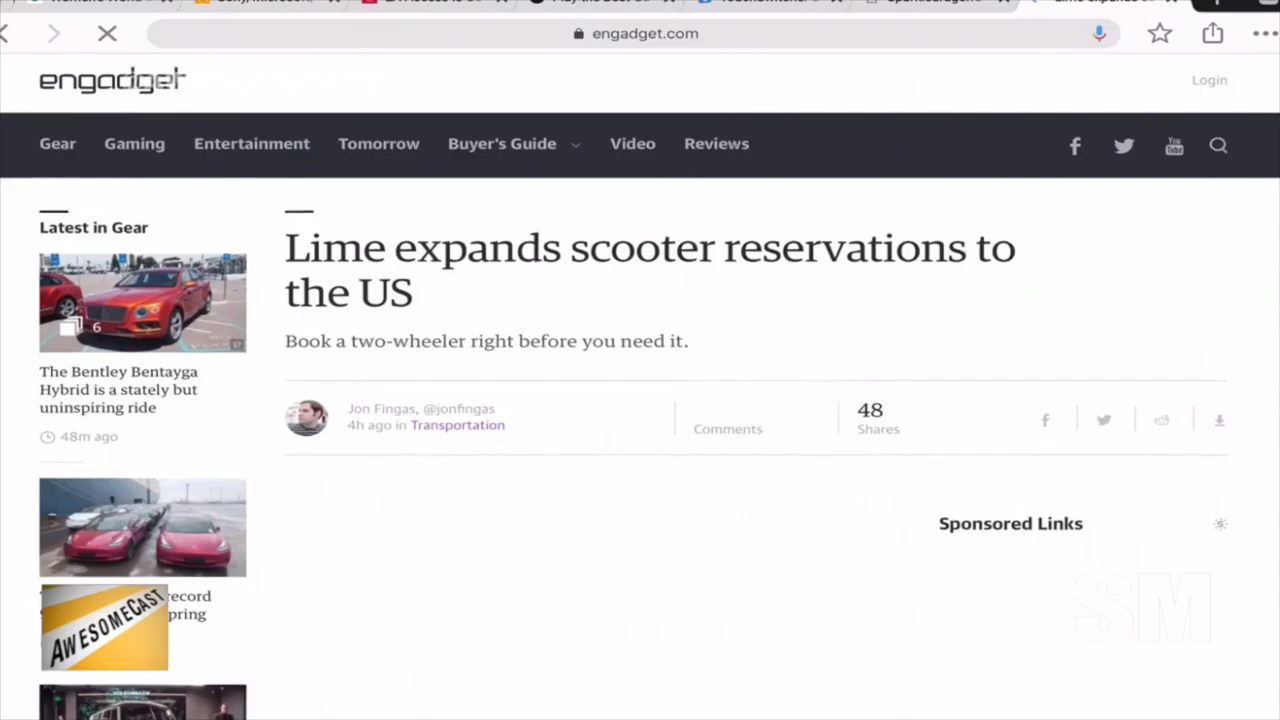 engadget.com
engadget
Login
Gear Gaming Entertainment Tomorrow Buyer's Guide Video Reviews
You Tube
Latest in Gear
6
The Bentley Bentayga
Hybrid is a stately but
uninspiring ride
48m ago
record
pring
AWESOMECAST
Lime expands scooter reservations to
the US
Book a two-wheeler right before you need it.
Jon Fingas, @jonfingas
4h ago in Transportation
Comments
48
Shares
Sponsored Links
SM